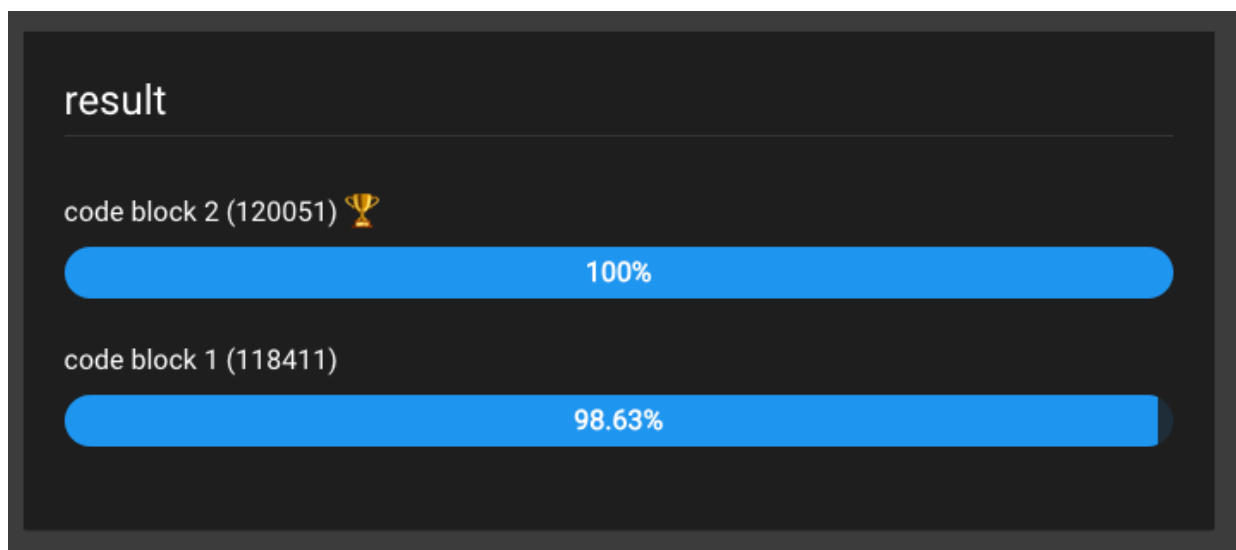 result
code block 2 (120051) 🏆
100%
code block 1 (118411)
98.63%